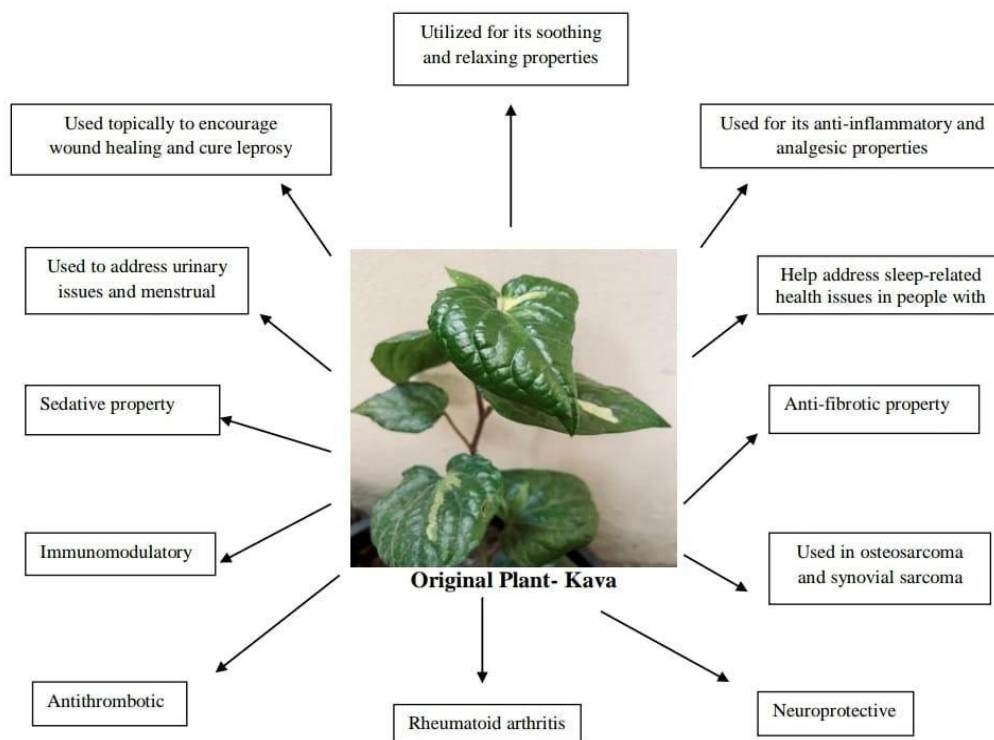 Utilized for its soothing
and relaxing properties
Used topically to encourage
wound healing and cure leprosy
Used for its anti-inflammatory and
analgesic properties
Used to address urinary
issues and menstrual
Help address sleep-related
health issues in people with
Sedative property
Anti-fibrotic property
Immunomodulatory
Used in osteosarcoma
and synovial sarcoma
Original Plant- Kava
Antithrombotic
Rheumatoid arthritis
Neuroprotective